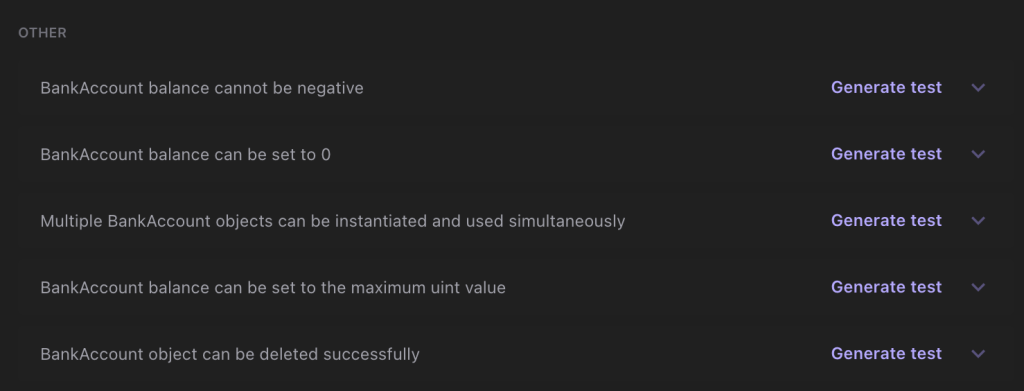 OTHER
BankAccount balance cannot be negative Generate test
BankAccount balance can be set to 0 Generate test
Multiple BankAccount objects can be instantiated and used simultaneously Generate test
BankAccount balance can be set to the maximum uint value Generate test
BankAccount object can be deleted successfully Generate test